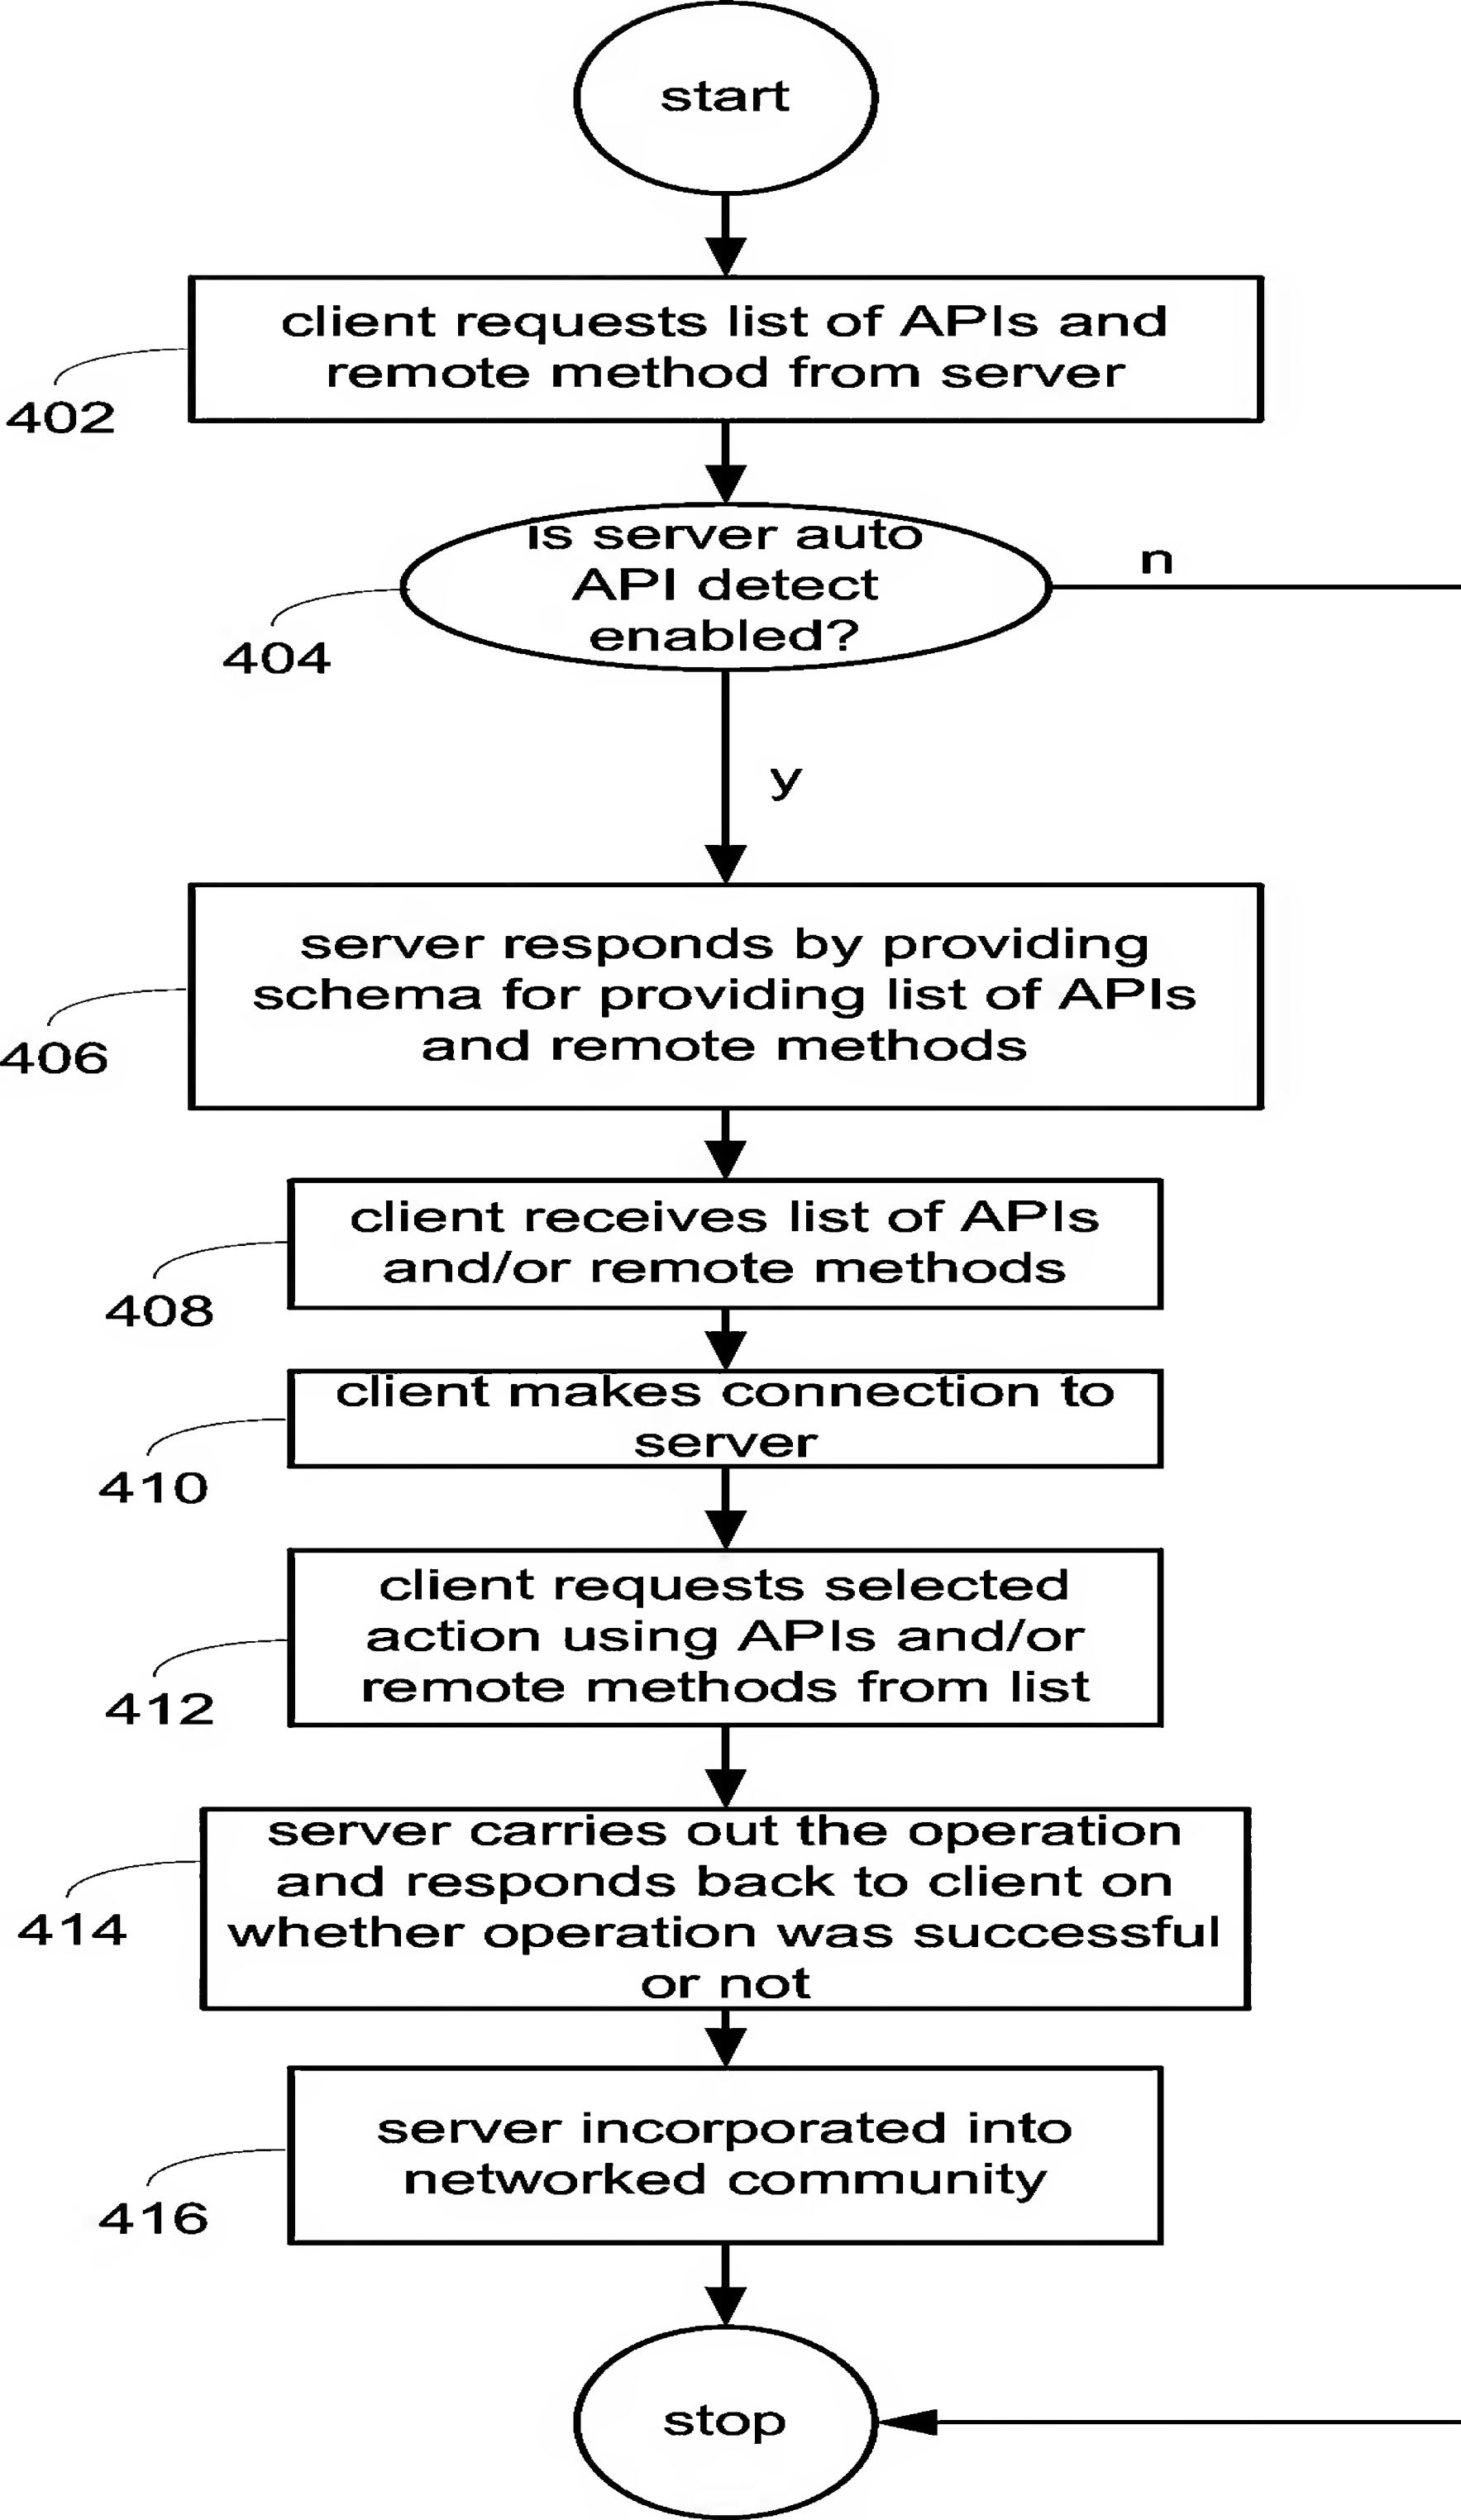 start
client requests list of APIs and
remote method from server
402
is server auto
API detect
enabled?
n
404
y
server responds by providing
schema for providing list of APIs
and remote methods
406
client receives list of APIs
and/or remote methods
408
client makes connection to
server
410
client requests selected
action using APIs and/or
remote methods from list
412
server carries out the operation
and responds back to client on
whether operation was successful
or not
414
server incorporated into
networked community
416
stop